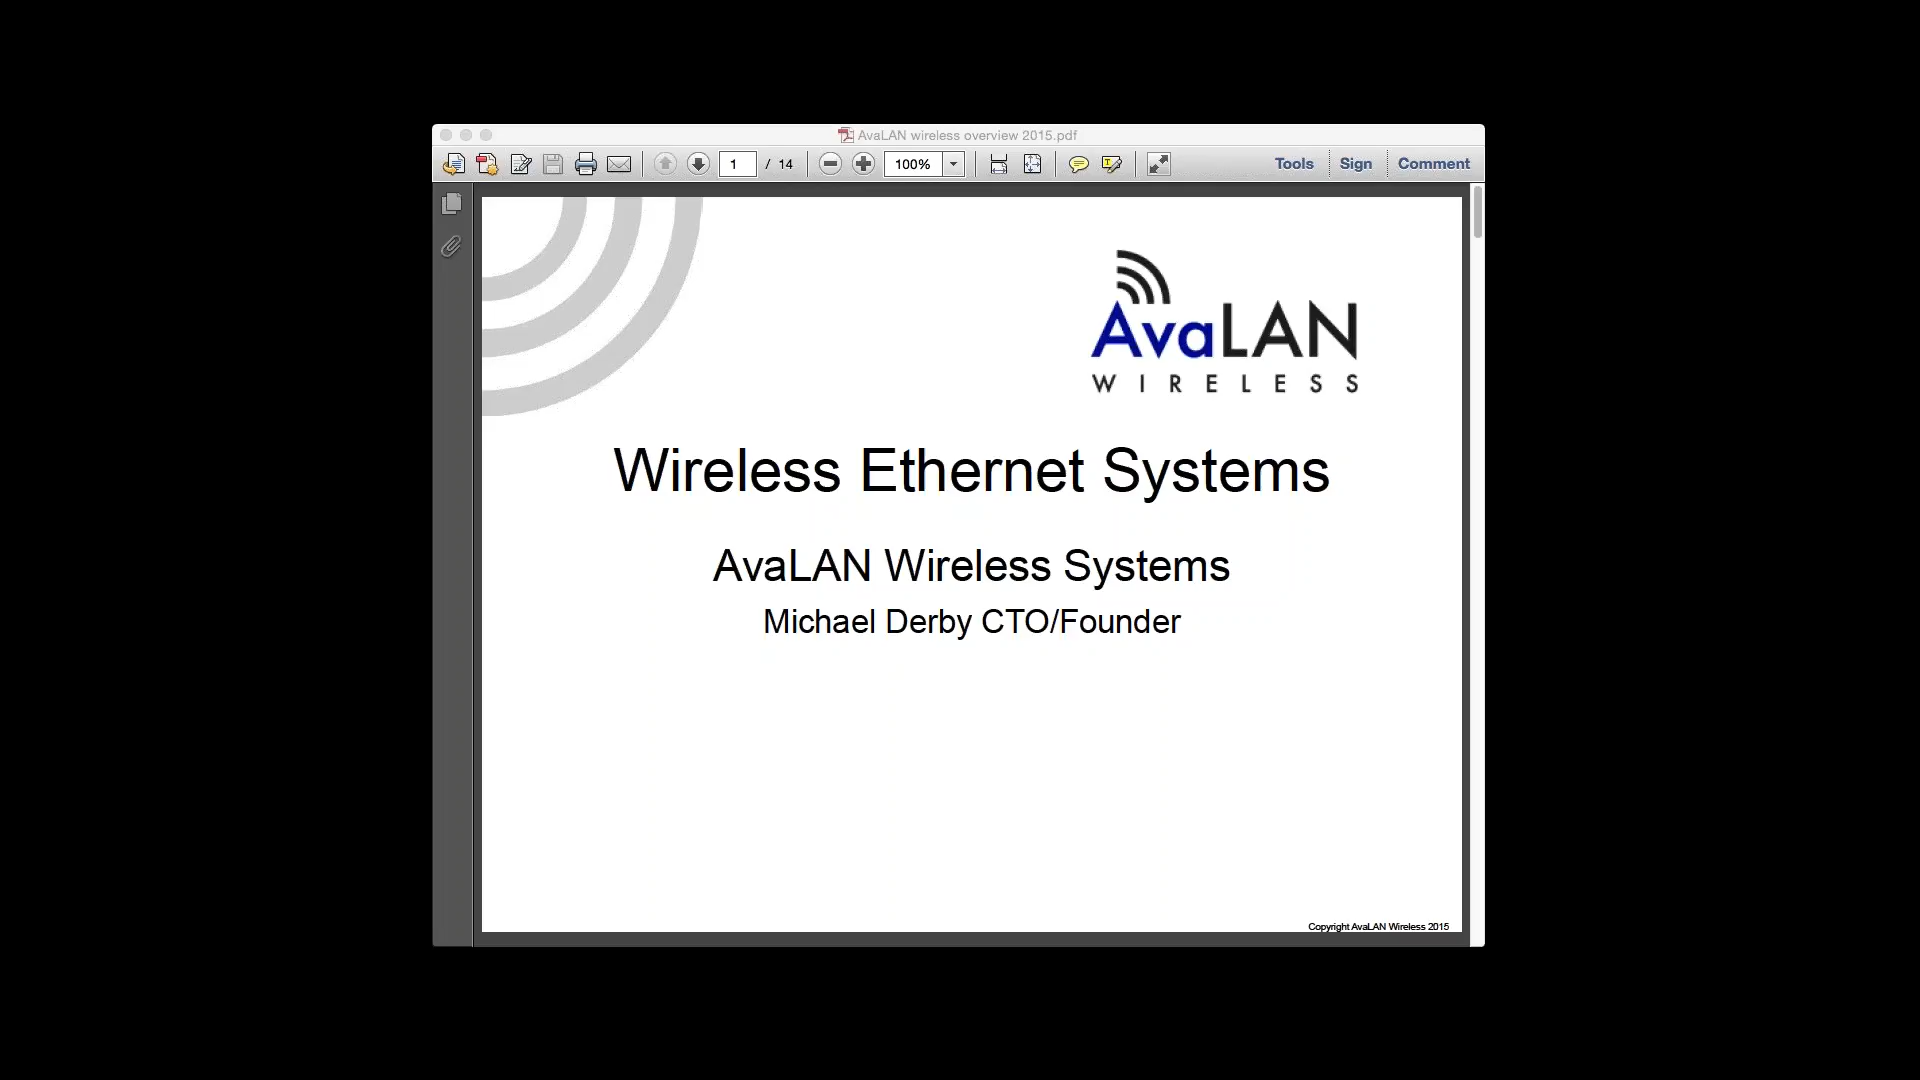 AvaLAN wireless overview 2015.pdf
1 / 14 100% Tools Sign Comment
AvaLAN
WIRELESS
Wireless Ethernet Systems
AvaLAN Wireless Systems
Michael Derby CTO/Founder
Copyright AvaLAN Wireless 2015